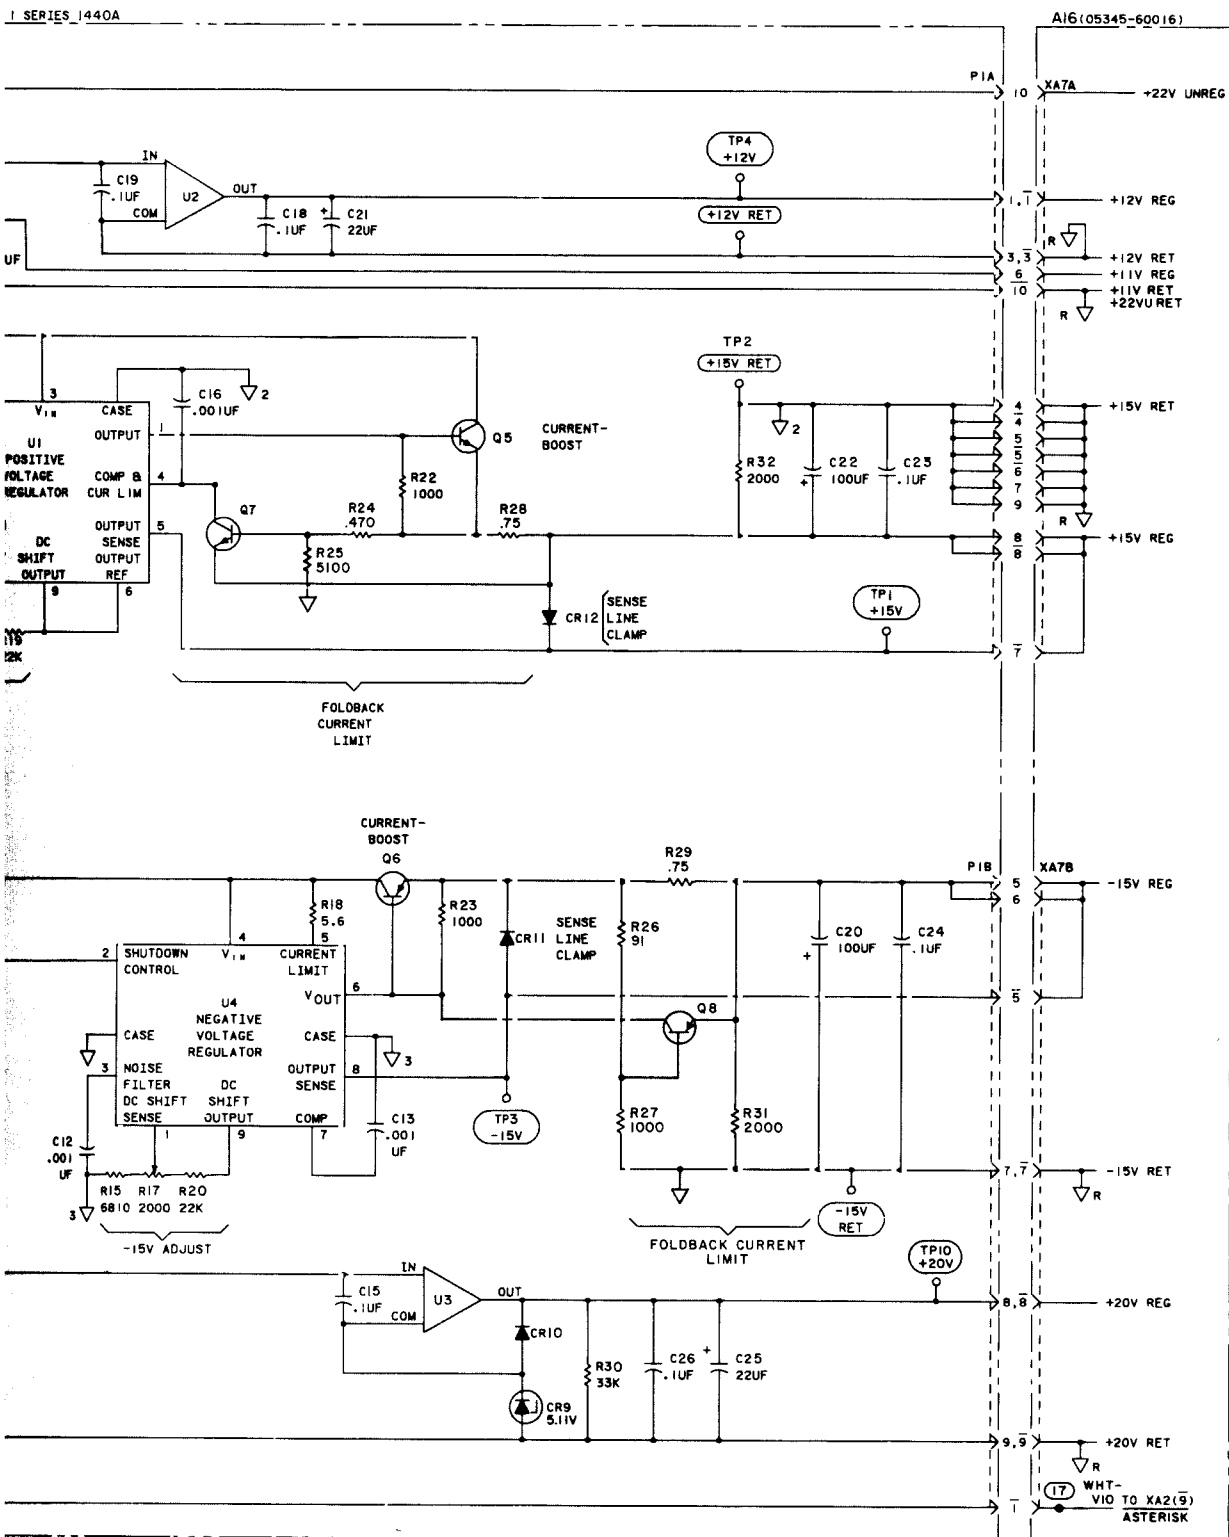 1 SERIES 1440A
A16(05345-60016)
P1A
10
XA7A
+22V UNREG
TP4
+12V
IN
C19
.1UF
U2
OUT
COM
C18
.1UF
+
C21
22UF
+12V RET
1,1̅
+12V REG
R
UF
3,3̅
+12V RET
6
+11V REG
1̅0̅
+11V RET
+22VU RET
R
TP2
+15V RET
3
VIN
CASE
C16
.001UF
2
U1
POSITIVE
VOLTAGE
REGULATOR
OUTPUT
1
Q5
CURRENT-
BOOST
COMP &
CUR LIM
4
R22
1000
2
R32
2000
C22
100UF
+
C23
.1UF
4
4̅
5
5̅
6̅
7
9
+15V RET
R
OUTPUT
SENSE
5
Q7
R24
.470
R28
.75
8
8̅
+15V REG
DC
SHIFT
OUTPUT
9
OUTPUT
REF
6
R25
5100
CR12
SENSE
LINE
CLAMP
TP1
+15V
R19
22K
7̅
FOLDBACK
CURRENT
LIMIT
CURRENT-
BOOST
Q6
R29
.75
P1B
XA7B
5
6
-15V REG
R18
5.6
R23
1000
CR11
SENSE
LINE
CLAMP
R26
91
C20
100UF
+
C24
.1UF
2
SHUTDOWN
CONTROL
4
VIN
5
CURRENT
LIMIT
VOUT
6
5̅
U4
NEGATIVE
VOLTAGE
REGULATOR
Q8
CASE
CASE
3
3
NOISE
FILTER
DC SHIFT
SENSE
DC
SHIFT
OUTPUT
OUTPUT
SENSE
8
COMP
1
9
7
C13
.001
UF
TP3
-15V
R27
1000
R31
2000
C12
.001
UF
3
R15
6810
R17
2000
R20
22K
-15V ADJUST
7,7̅
-15V RET
R
-15V
RET
FOLDBACK CURRENT
LIMIT
TP10
+20V
IN
C15
.1UF
COM
U3
OUT
8,8̅
+20V REG
CR10
R30
33K
C26
.1UF
+
C25
22UF
CR9
5.11V
9,9̅
+20V RET
R
1̅
17
WHT-
VIO TO XA2(9̅)
ASTERISK